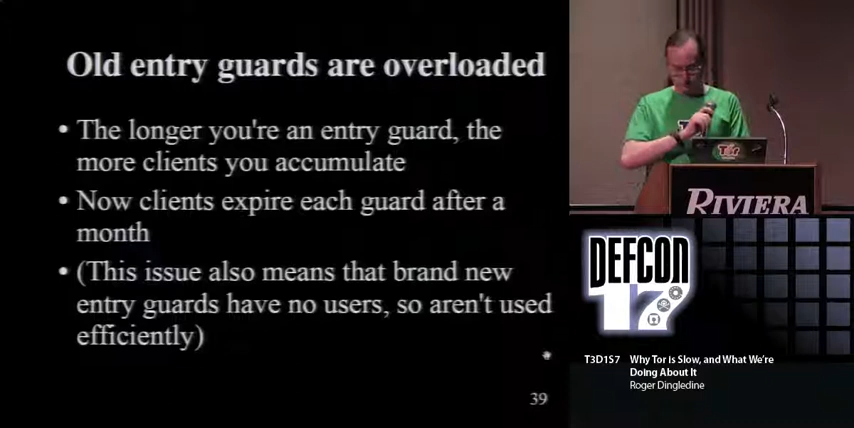 Old entry guards are overloaded
• The longer you're an entry guard, the
more clients you accumulate
• Now clients expire each guard after a
month
• (This issue also means that brand new
entry guards have no users, so aren't used
efficiently)
39
RIVIERA
DEFCON
17
T3D1S7 Why Tor is Slow, and What We're
Doing About It
Roger Dingledine